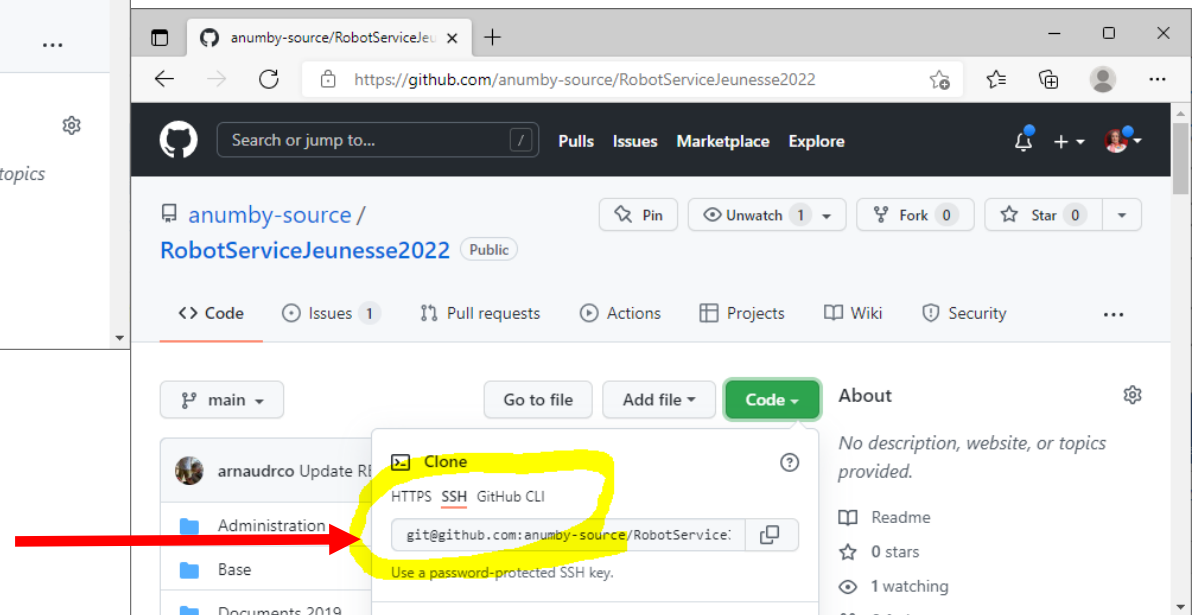 ...
topics
anumby-source/RobotServiceJeu
https://github.com/anumby-source/RobotServiceJeunesse2022
Search or jump to... / Pulls Issues Marketplace Explore
anumby-source /
RobotServiceJeunesse2022 Public
Pin Unwatch 1 Fork 0 Star 0
Code Issues 1 Pull requests Actions Projects Wiki Security ...
main Go to file Add file Code
About
No description, website, or topics
provided.
Readme
0 stars
1 watching
arnaudrco Update RE
Administration
Base
Documents 2019
Clone
HTTPS SSH GitHub CLI
git@github.com:anumby-source/RobotService
Use a password-protected SSH key.